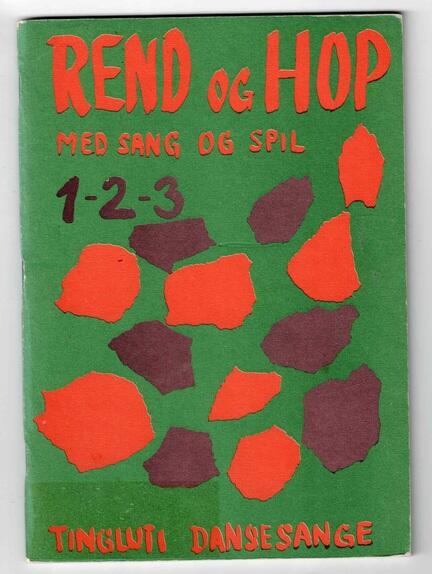 REND OG HOP
MED SANG OG SPIL
1-2-3
TINGLUTI DANSESANGE